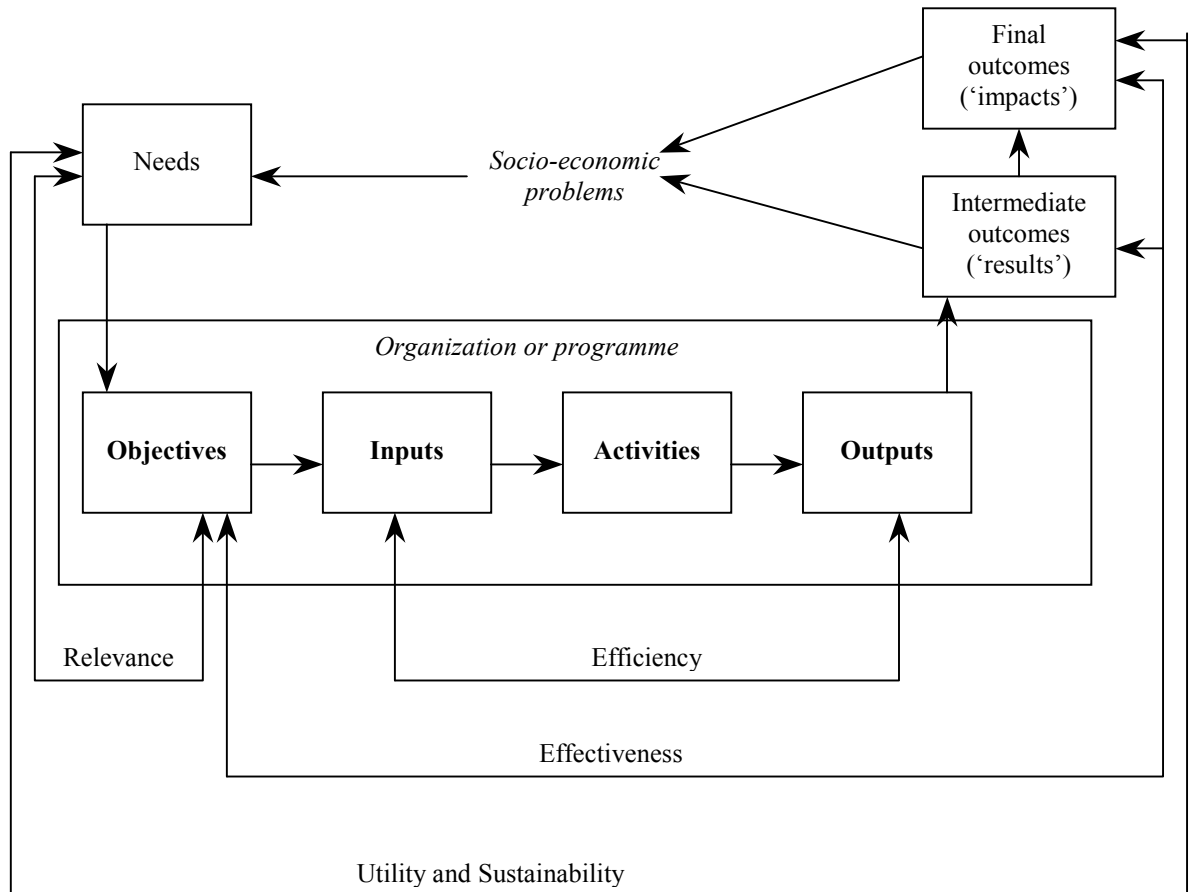 Final
outcomes
(‘impacts’)
Needs
Socio-economic
problems
Intermediate
outcomes
(‘results’)
Organization or programme
Objectives
Inputs
Activities
Outputs
Relevance
Efficiency
Effectiveness
Utility and Sustainability